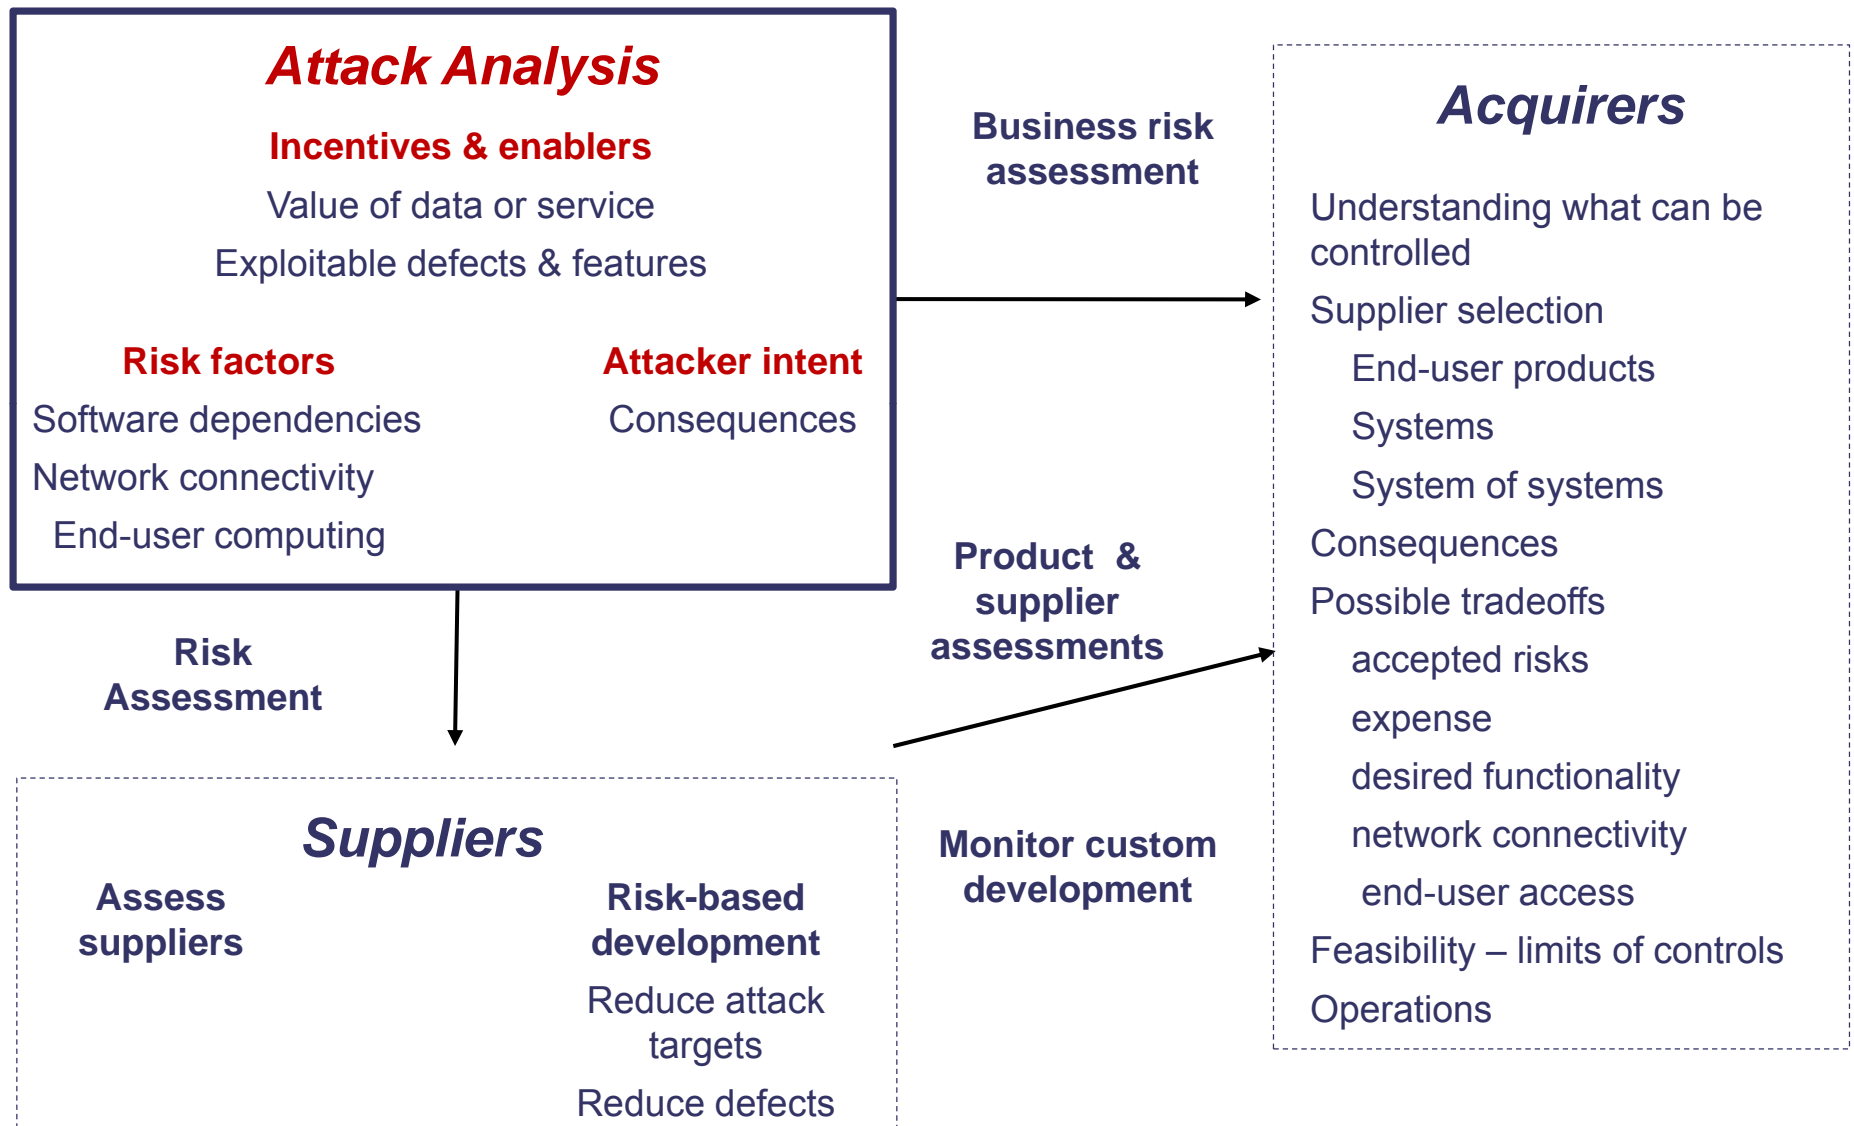 Attack Analysis
Incentives & enablers
Value of data or service
Exploitable defects & features
Risk factors
Software dependencies
Network connectivity
End-user computing
Attacker intent
Consequences
Business risk
assessment
Risk
Assessment
Product & 
supplier
assessments
Monitor custom
development
Suppliers
Assess
suppliers
Risk-based
development
Reduce attack
targets
Reduce defects
Acquirers
Understanding what can be
controlled
Supplier selection
End-user products
Systems
System of systems
Consequences
Possible tradeoffs
accepted risks
expense
desired functionality
network connectivity
end-user access
Feasibility – limits of controls
Operations